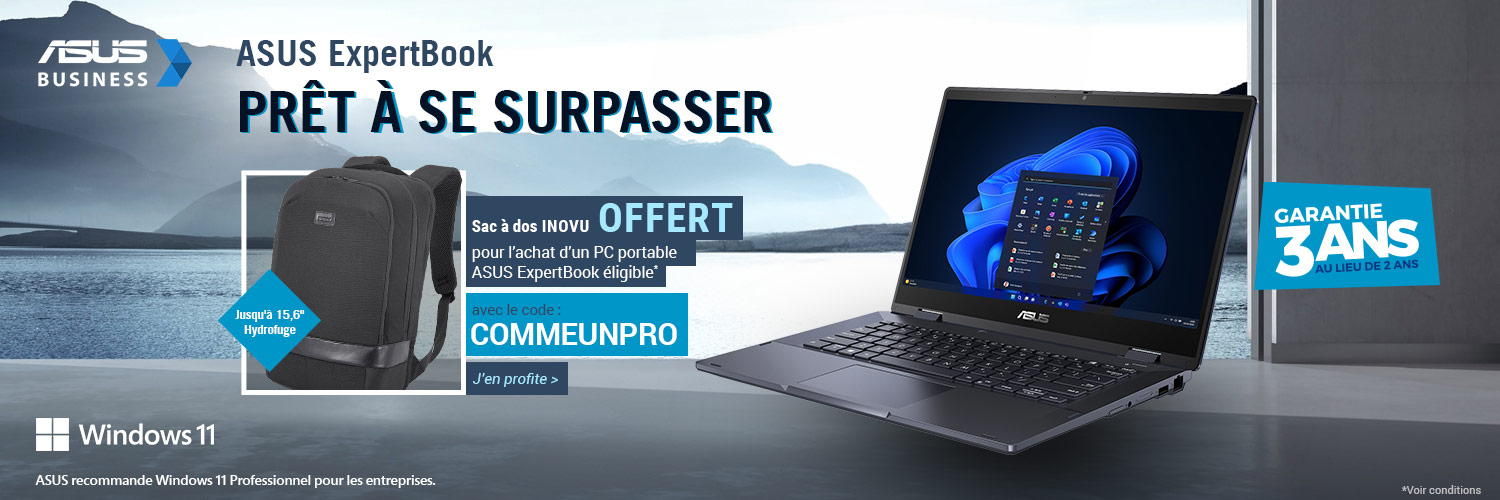 ASUS
BUSINESS
ASUS ExpertBook
PRÊT À SE SURPASSER
Sac à dos INOVU OFFERT
pour l'achat d'un PC portable
ASUS ExpertBook éligible*
avec le code :
COMMEUNPRO
J'en profite >
Jusqu'à 15,6"
Hydrofuge
ASUS
GARANTIE
3 ANS
AU LIEU DE 2 ANS
Windows 11
ASUS recommande Windows 11 Professionnel pour les entreprises.
*Voir conditions